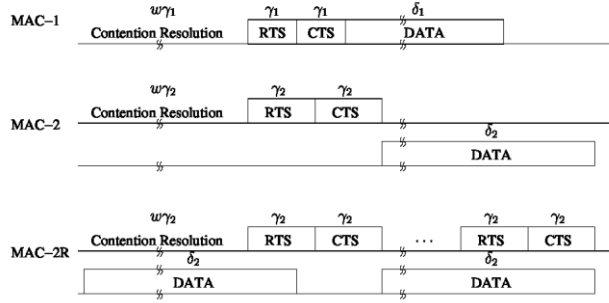 wγ₁ γ₁ γ₁ δ₁
MAC–1 Contention Resolution RTS CTS DATA
wγ₂ γ₂ γ₂
MAC–2 Contention Resolution RTS CTS
δ₂
DATA
wγ₂ γ₂ γ₂ γ₂ γ₂
Contention Resolution RTS CTS ··· RTS CTS
MAC–2R δ₂ δ₂
DATA DATA